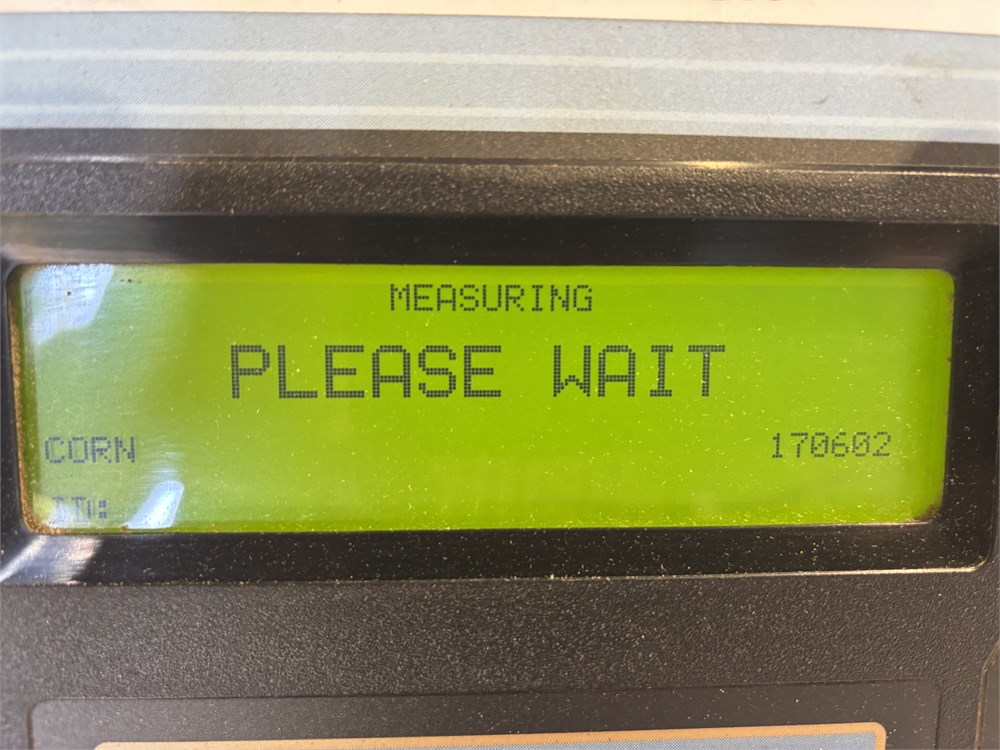 MEASURING
PLEASE WAIT
CORN 170602